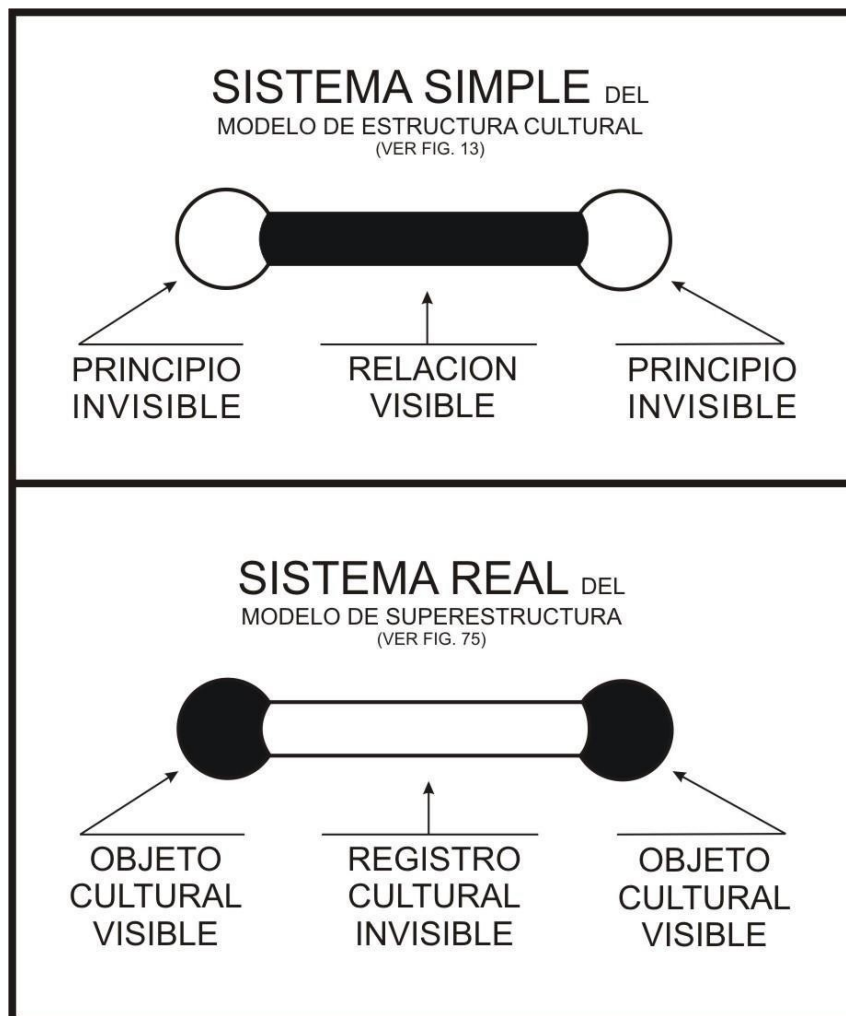 SISTEMA SIMPLE DEL
MODELO DE ESTRUCTURA CULTURAL
(VER FIG. 13)
PRINCIPIO
INVISIBLE
RELACION
VISIBLE
PRINCIPIO
INVISIBLE
SISTEMA REAL DEL
MODELO DE SUPERESTRUCTURA
(VER FIG. 75)
OBJETO
CULTURAL
VISIBLE
REGISTRO
CULTURAL
INVISIBLE
OBJETO
CULTURAL
VISIBLE